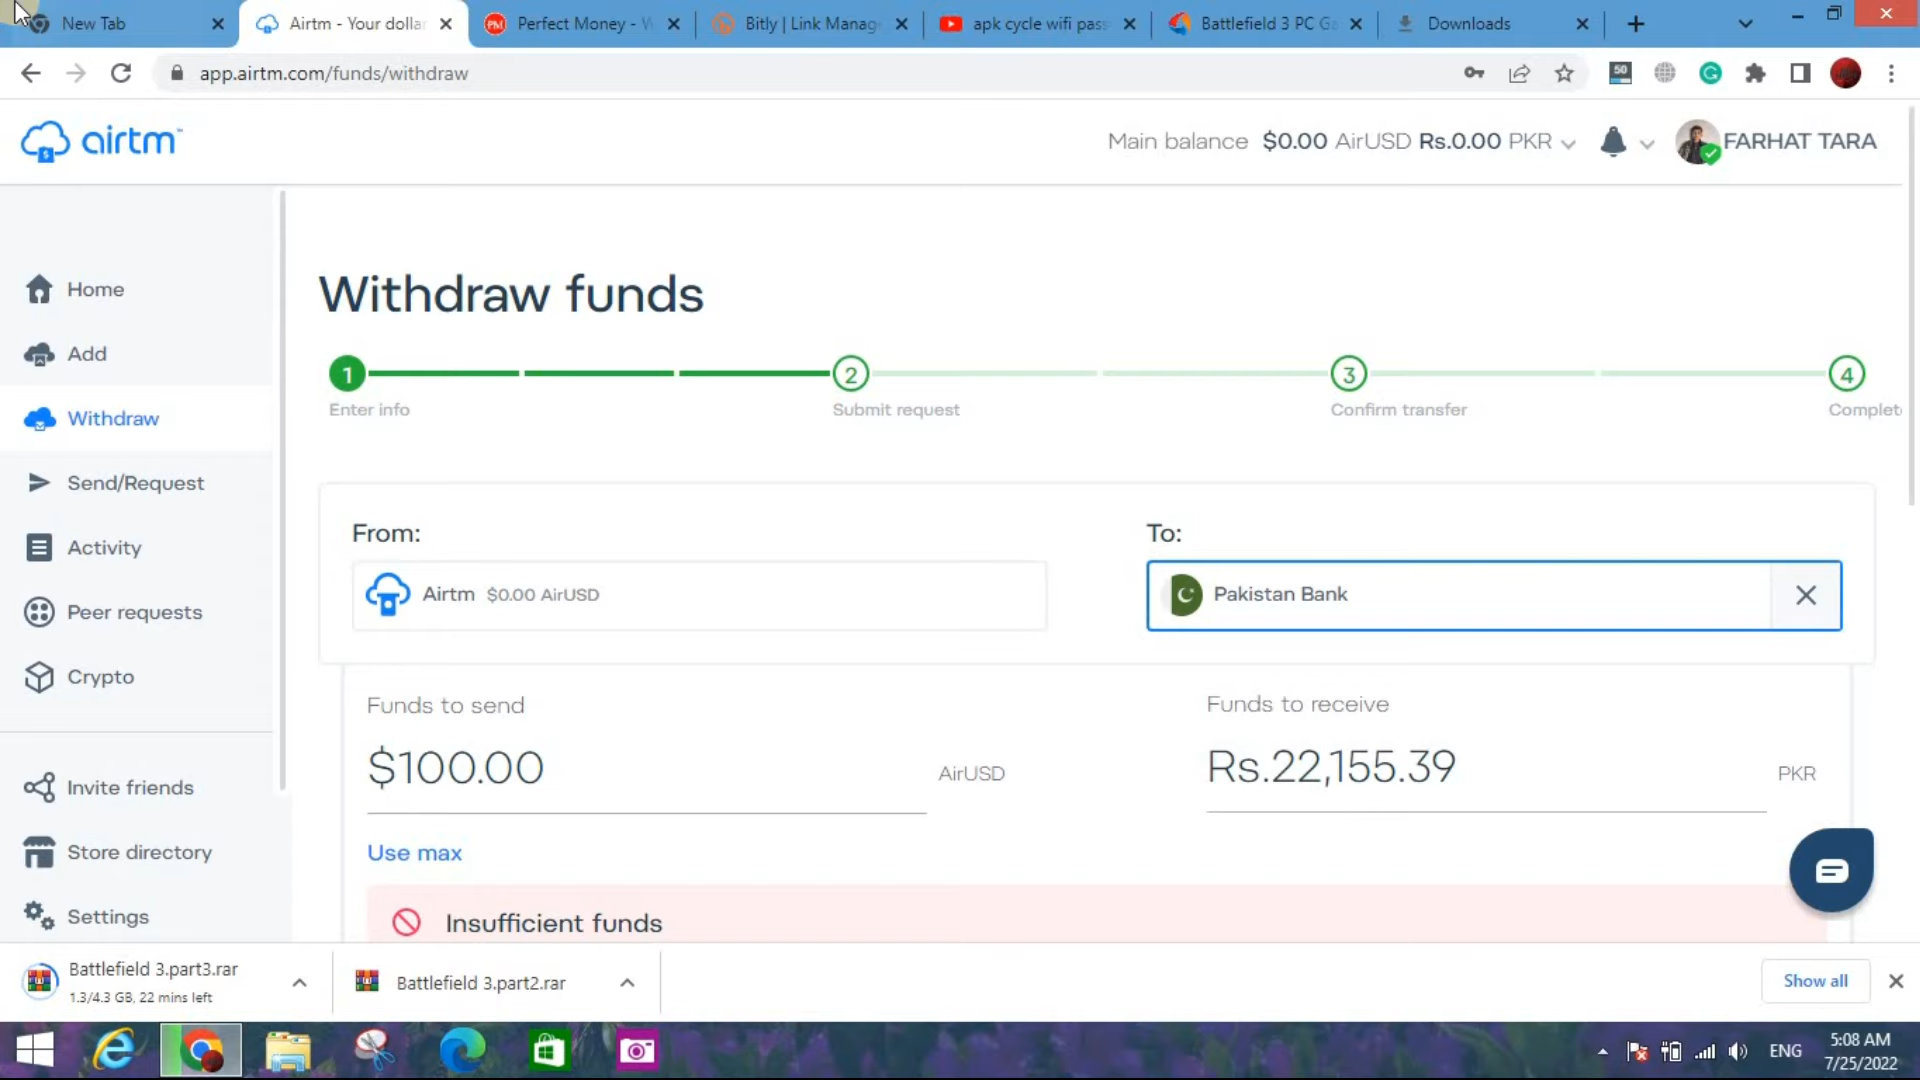 New Tab
Airtm - Your dollar
PM
Perfect Money - W
Bitly | Link Manag
apk cycle wifi pass
Battlefield 3 PC Ga
Downloads
app.airtm.com/funds/withdraw
50
airtm™
Main balance $0.00 AirUSD Rs.0.00 PKR
FARHAT TARA
Home
Add
Withdraw
Send/Request
Activity
Peer requests
Crypto
Invite friends
Store directory
Settings
Withdraw funds
1
2
3
4
Enter info
Submit request
Confirm transfer
Complet
From:
Airtm $0.00 AirUSD
To:
Pakistan Bank
Funds to send
$100.00
AirUSD
Funds to receive
Rs.22,155.39
PKR
Use max
Insufficient funds
Battlefield 3.part3.rar
1.3/4.3 GB, 22 mins left
Battlefield 3.part2.rar
Show all
ENG
5:08 AM
7/25/2022